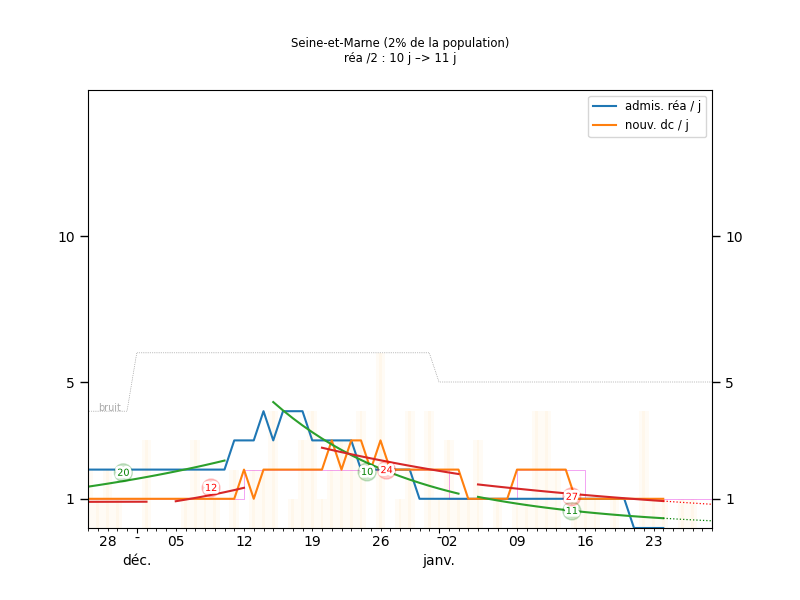 Seine-et-Marne (2% de la population)
réa /2 : 10 j –> 11 j
admis. réa / j
nouv. dc / j
10
10
bruit
5
5
20
12
10
24
27
11
1
1
28 - 05 12 19 26 02 09 16 23
déc. janv.